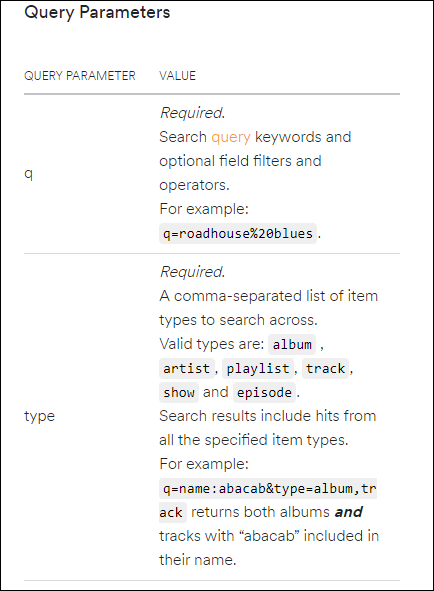 Query Parameters
QUERY PARAMETER VALUE
Required.
Search query keywords and
optional field filters and
q
operators.
For example:
q=roadhouse%20blues.
Required.
A comma-separated list of item
types to search across.
Valid types are: album ,
artist, playlist, track,
show and episode.
type
Search results include hits from
all the specified item types.
For example:
q=name:abacab&type=album,tr
ack returns both albums and
tracks with “abacab” included in
their name.